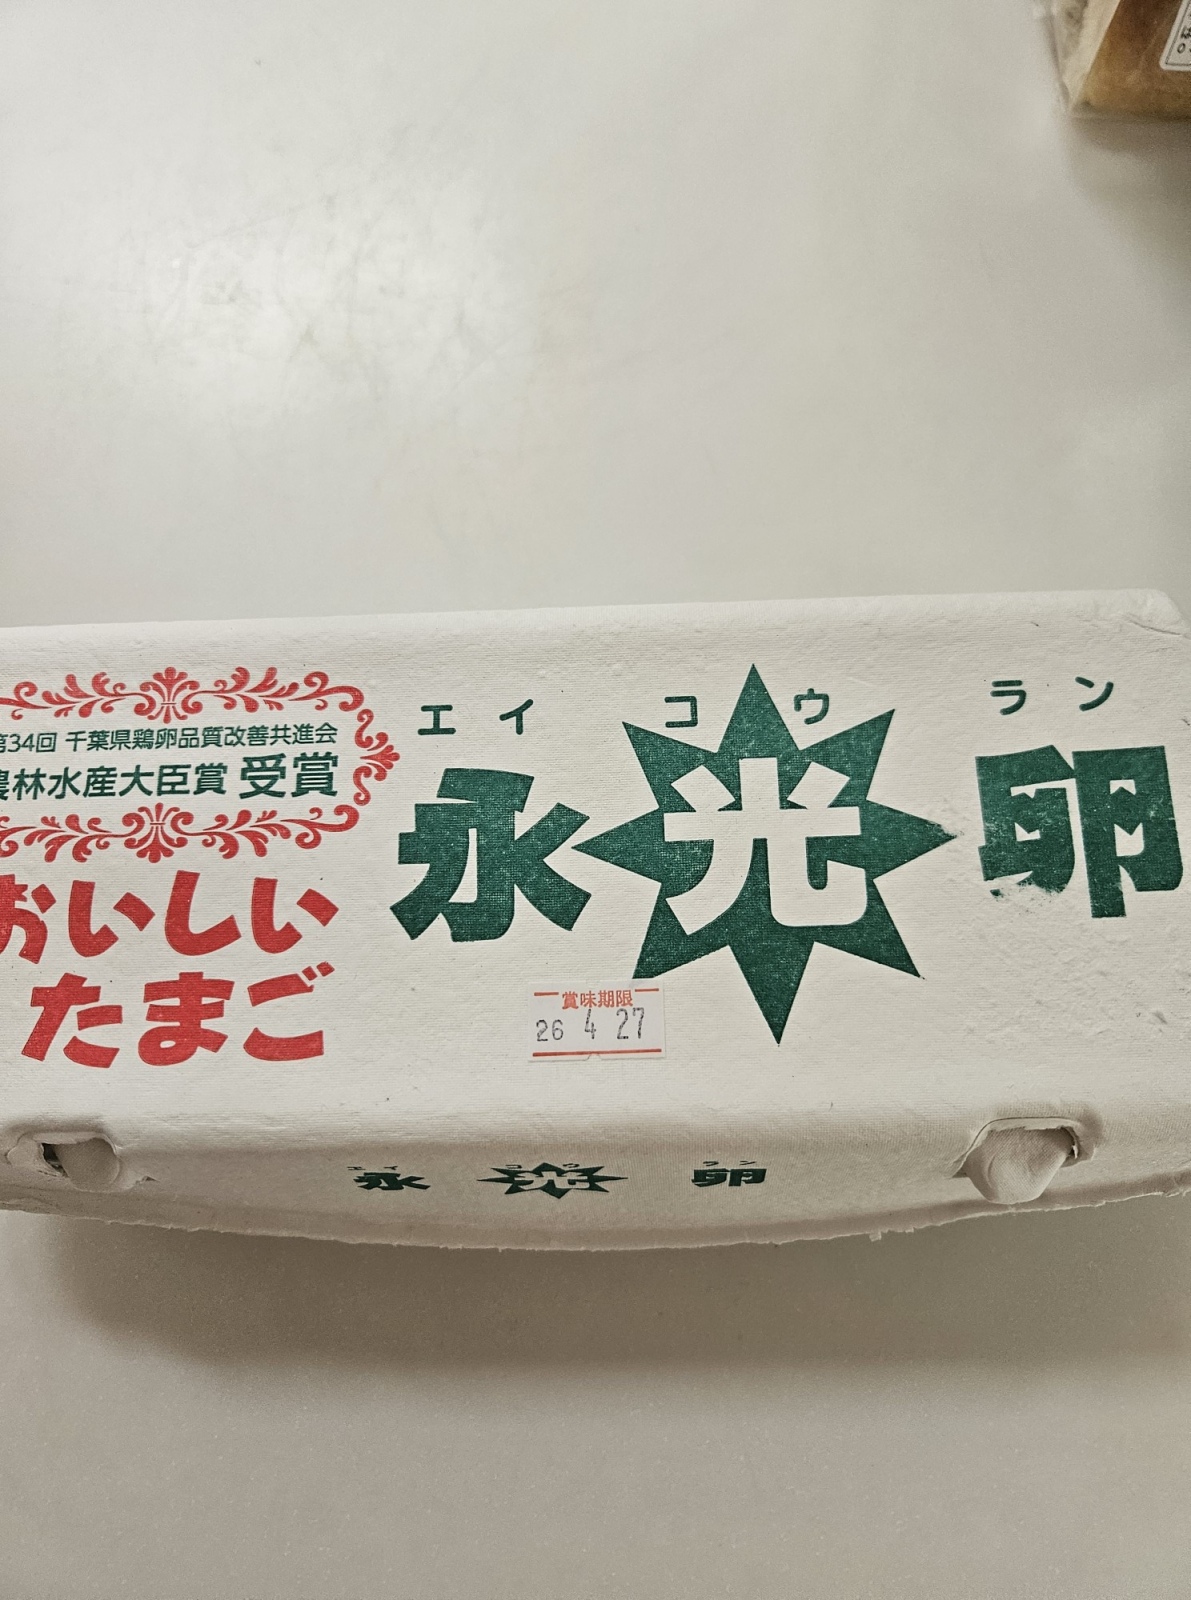 第34回 千葉県鶏卵品質改善共進会
農林水産大臣賞 受賞
おいしい
たまご
エイ コウ ラン
永光卵
賞味期限
26 4 27
エイ コウ ラン
永光卵